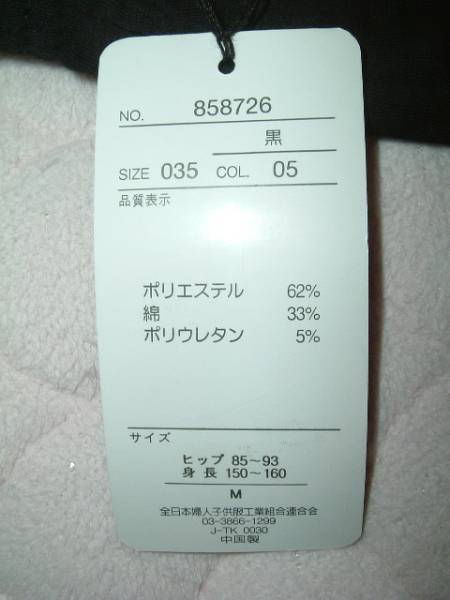 NO. 858726
黒
SIZE 035 COL. 05
品質表示
ポリエステル 62%
綿 33%
ポリウレタン 5%
サイズ
ヒップ 85~93
身長 150~160
M
全日本婦人子供服工業組合連合会
03-3866-1299
J-TK 0030
中国製